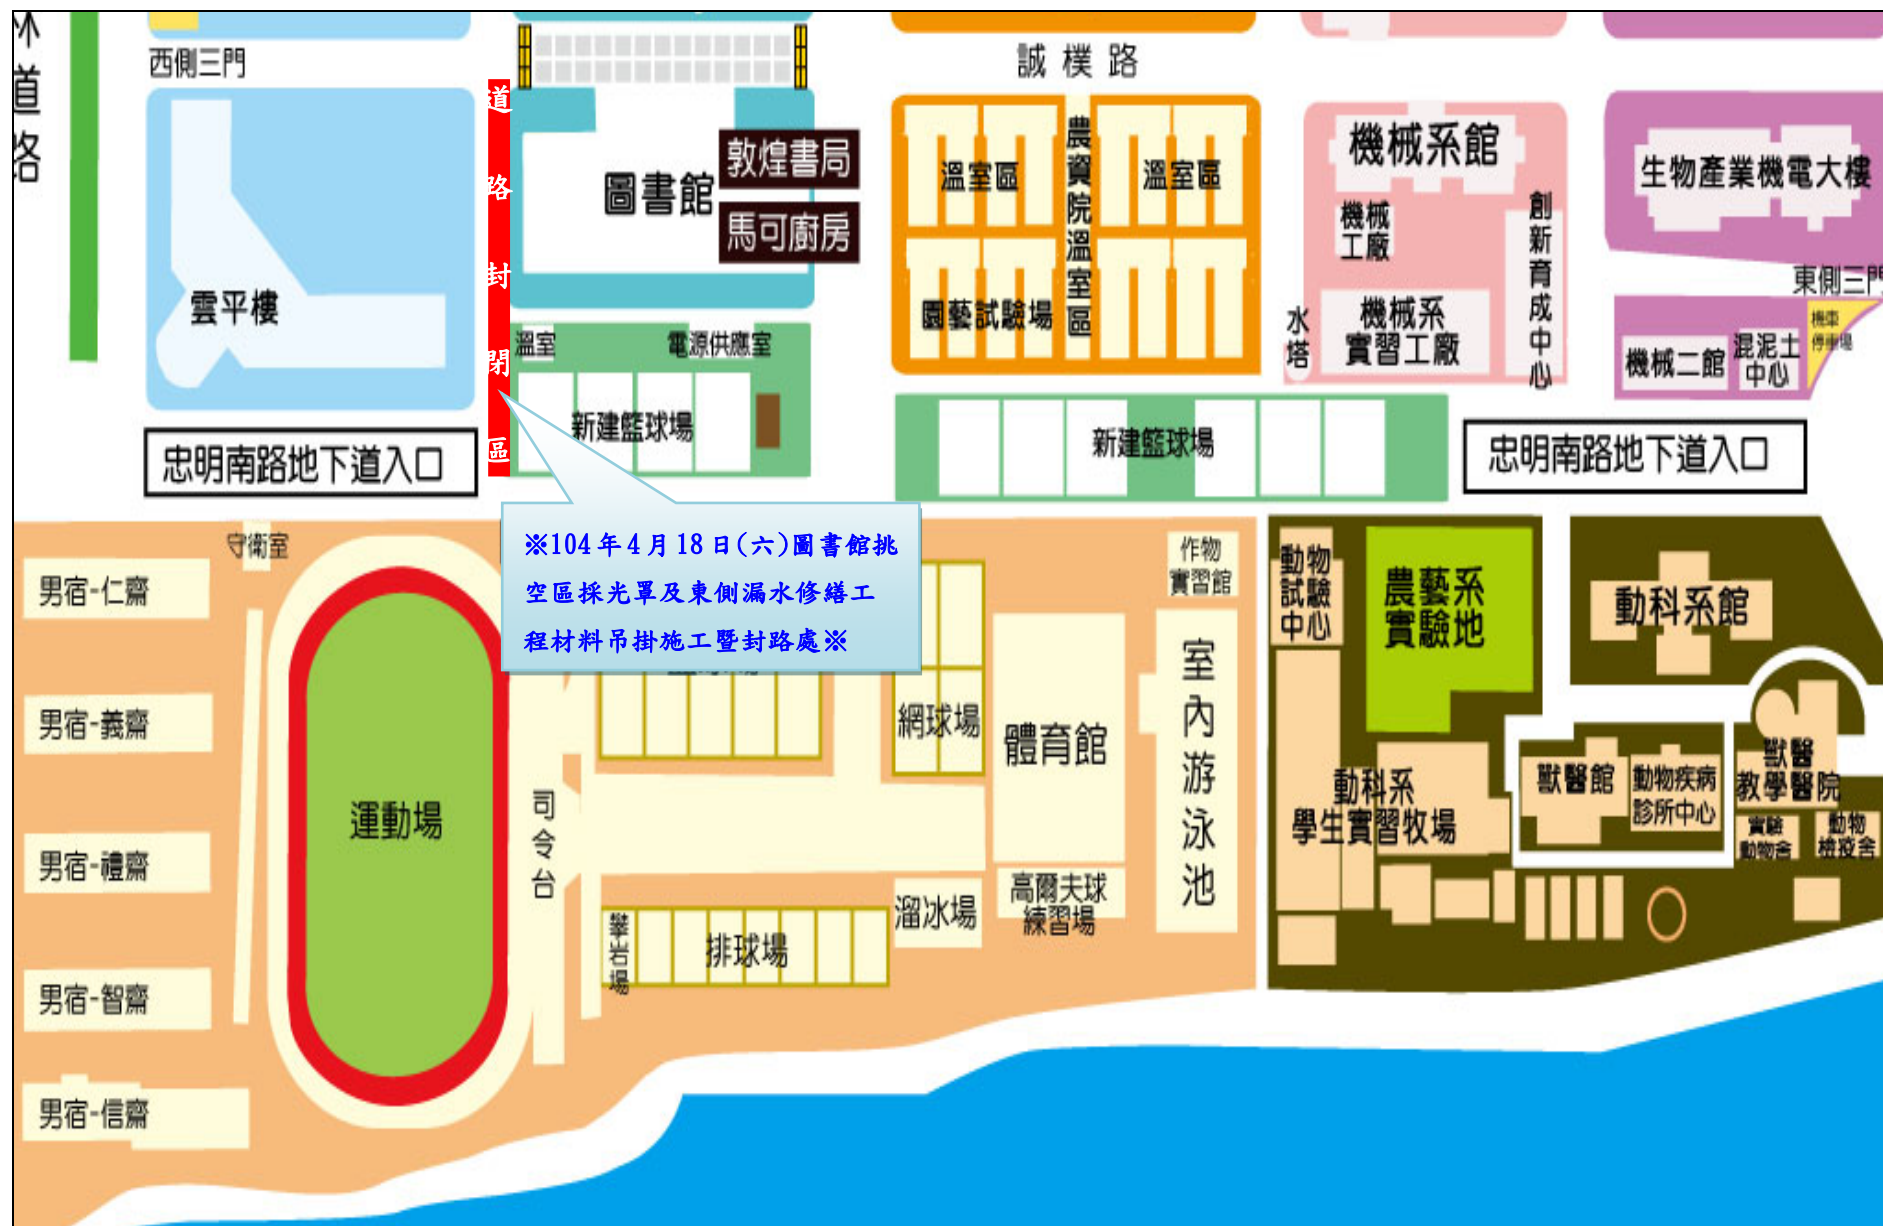 林道路
西側三門
誠樸路
道路封閉區
圖書館
敦煌書局
馬可廚房
雲平樓
溫室區
農資院溫室區
溫室區
園藝試驗場
機械系館
機械
工廠
創新育成中心
機械系
實習工廠
水塔
生物產業機電大樓
東側三門
機車
停車場
機械二館
混泥土
中心
溫室
電源供應室
新建籃球場
新建籃球場
忠明南路地下道入口
忠明南路地下道入口
※104年4月18日(六)圖書館挑
空區採光罩及東側漏水修繕工
程材料吊掛施工暨封路處※
守衛室
男宿-仁齋
男宿-義齋
男宿-禮齋
男宿-智齋
男宿-信齋
運動場
司令台
網球場
體育館
作物
實習館
室內游泳池
溜冰場
高爾夫球
練習場
攀岩場
排球場
動物
試驗
中心
農藝系
實驗地
動科系館
動科系
學生實習牧場
獸醫館
動物疾病
診所中心
獸醫
教學醫院
實驗
動物舍
動物
檢疫舍